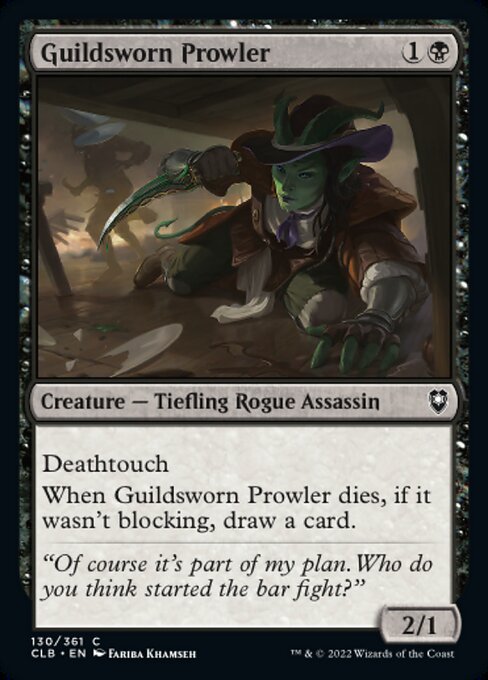 Guildsworn Prowler 1
Creature — Tiefling Rogue Assassin
Deathtouch
When Guildsworn Prowler dies, if it
wasn't blocking, draw a card.
"Of course it's part of my plan. Who do
you think started the bar fight?"
2/1
130/361 C
CLB • EN Fariba Khamseh ™ & © 2022 Wizards of the Coast